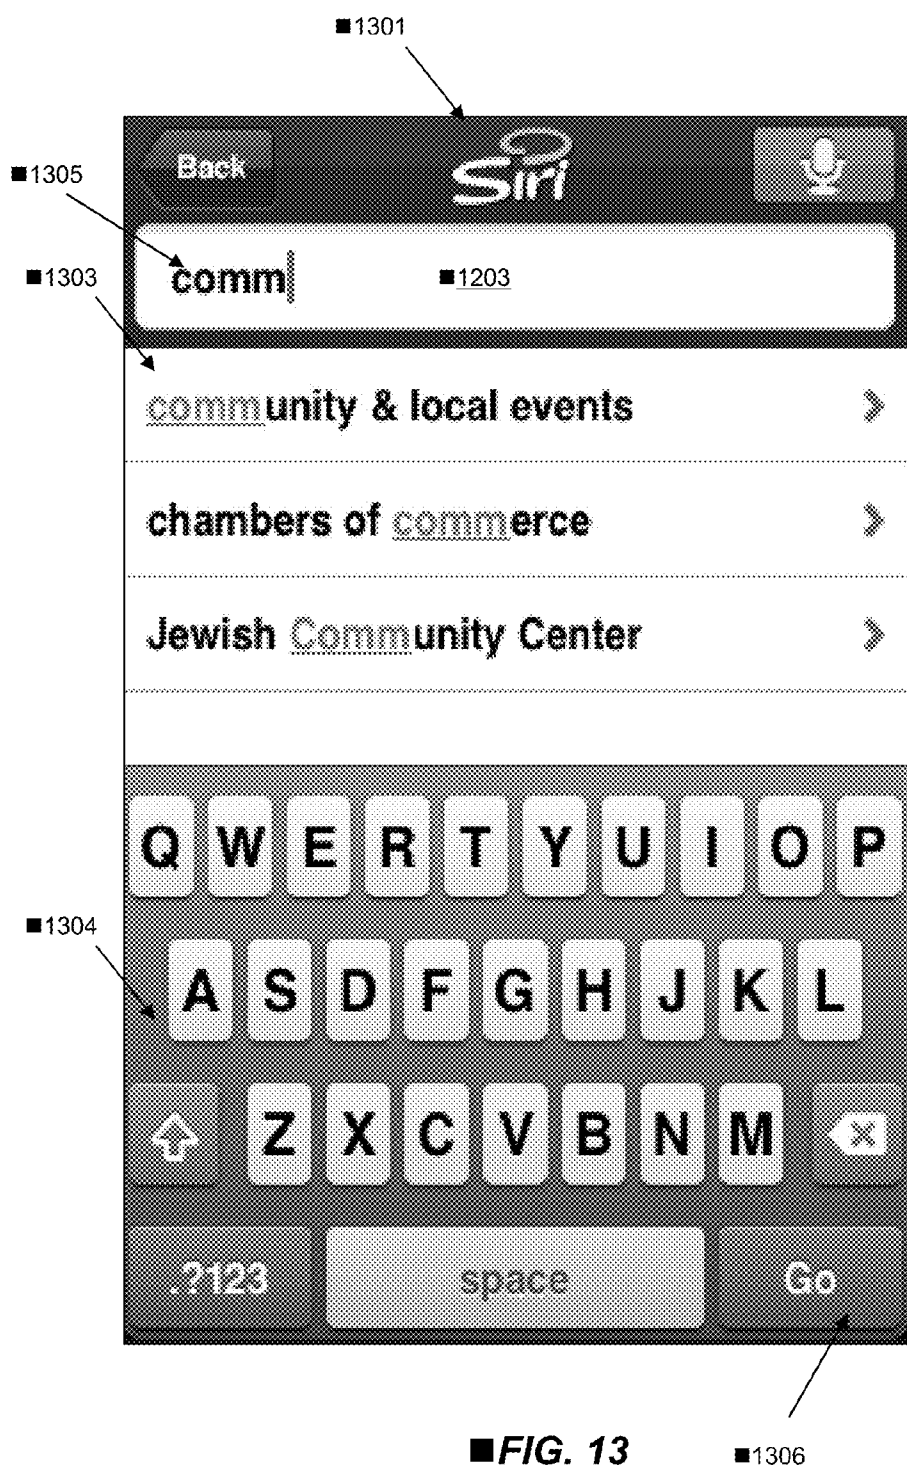 ■1301
Back Siri
■1305
comm ■1203
■1303
community & local events
chambers of commerce
Jewish Community Center
Q W E R T Y U I O P
■1304
A S D F G H J K L
Z X C V B N M
.?123 space Go
■FIG. 13 ■1306